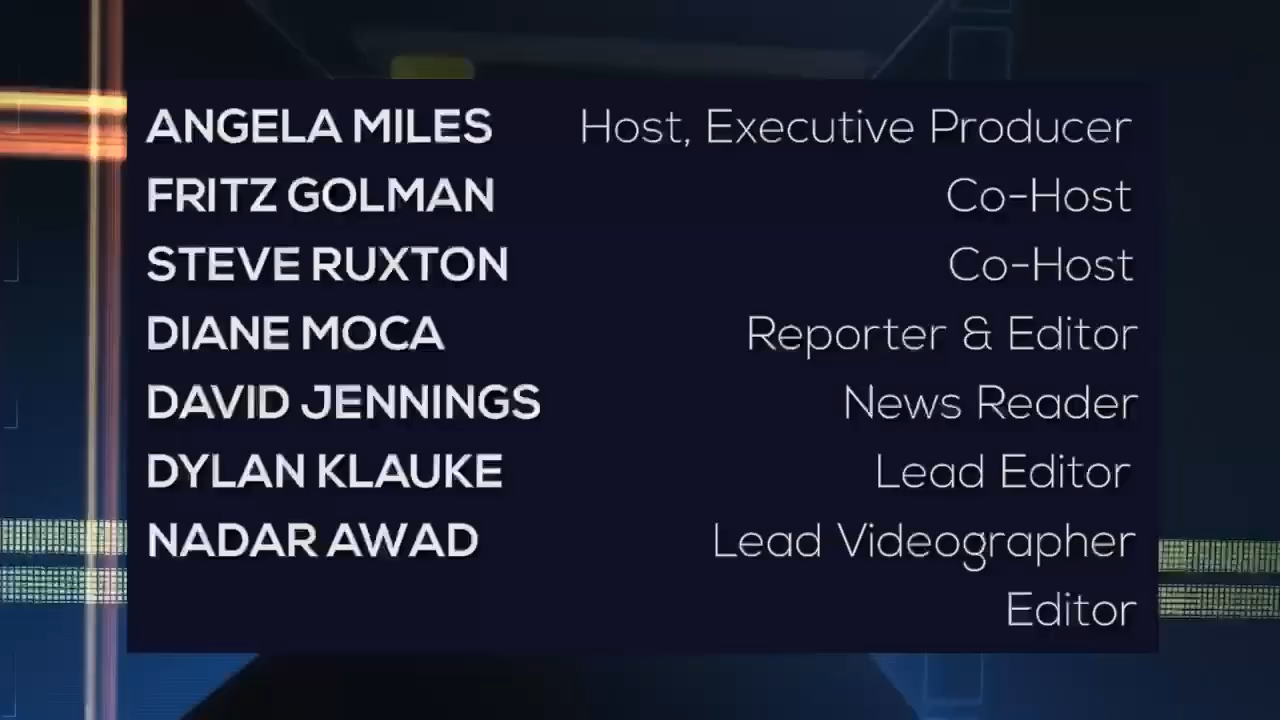 ANGELA MILES Host, Executive Producer
FRITZ GOLMAN Co-Host
STEVE RUXTON Co-Host
DIANE MOCA Reporter & Editor
DAVID JENNINGS News Reader
DYLAN KLAUKE Lead Editor
NADAR AWAD Lead Videographer
Editor